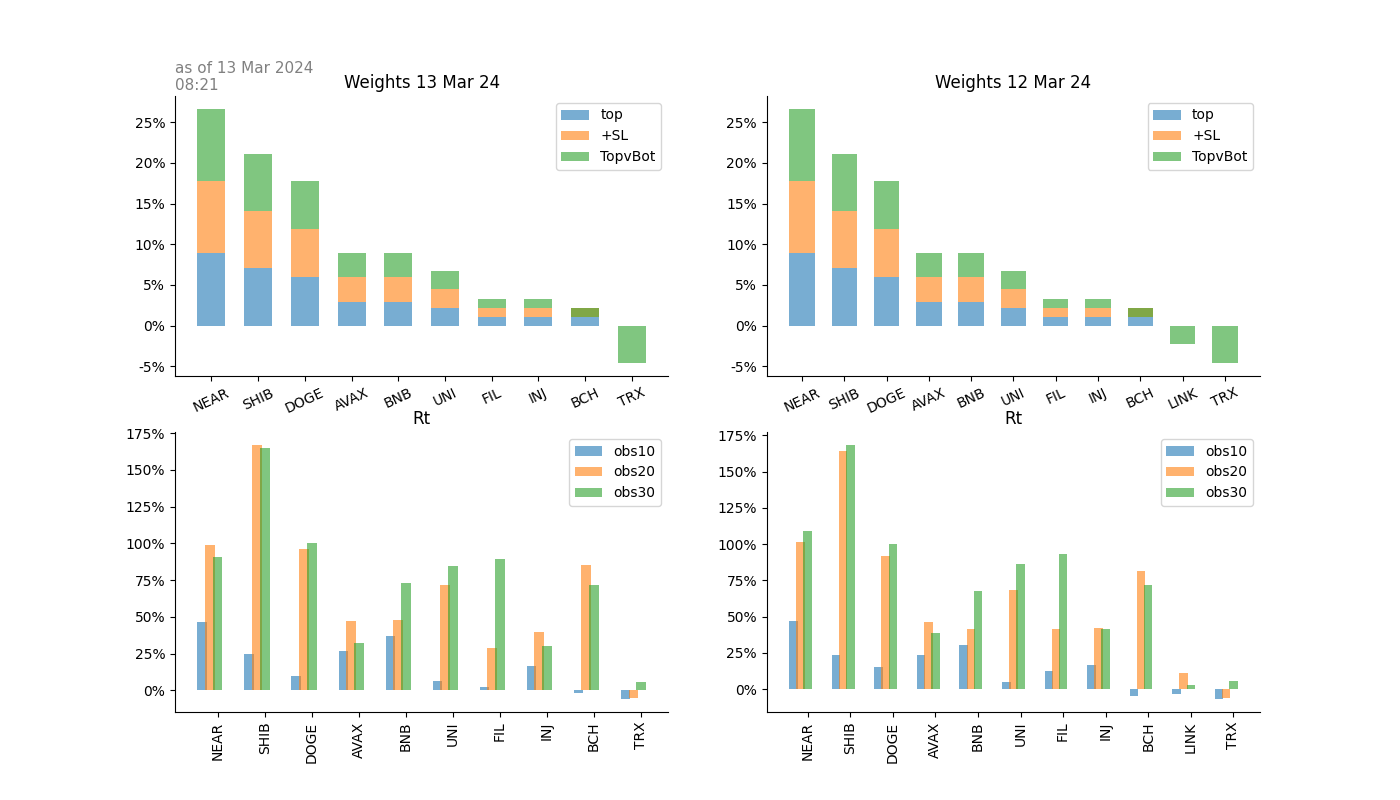 as of 13 Mar 2024
08:21
Weights 13 Mar 24
top
+SL
TopvBot
25%
20%
15%
10%
5%
0%
-5%
NEAR SHIB DOGE AVAX BNB UNI FIL INJ BCH TRX
Weights 12 Mar 24
top
+SL
TopvBot
25%
20%
15%
10%
5%
0%
-5%
NEAR SHIB DOGE AVAX BNB UNI FIL INJ BCH LINK TRX
Rt
obs10
obs20
obs30
175%
150%
125%
100%
75%
50%
25%
0%
NEAR SHIB DOGE AVAX BNB UNI FIL INJ BCH TRX
Rt
obs10
obs20
obs30
175%
150%
125%
100%
75%
50%
25%
0%
NEAR SHIB DOGE AVAX BNB UNI FIL INJ BCH LINK TRX